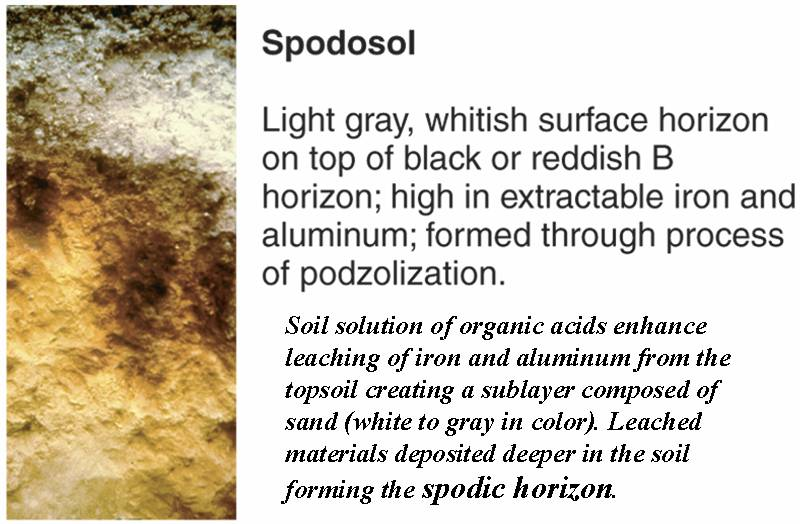 Spodosol
Light gray, whitish surface horizon
on top of black or reddish B
horizon; high in extractable iron and
aluminum; formed through process
of podzolization.
Soil solution of organic acids enhance
leaching of iron and aluminum from the
topsoil creating a sublayer composed of
sand (white to gray in color). Leached
materials deposited deeper in the soil
forming the spodic horizon.